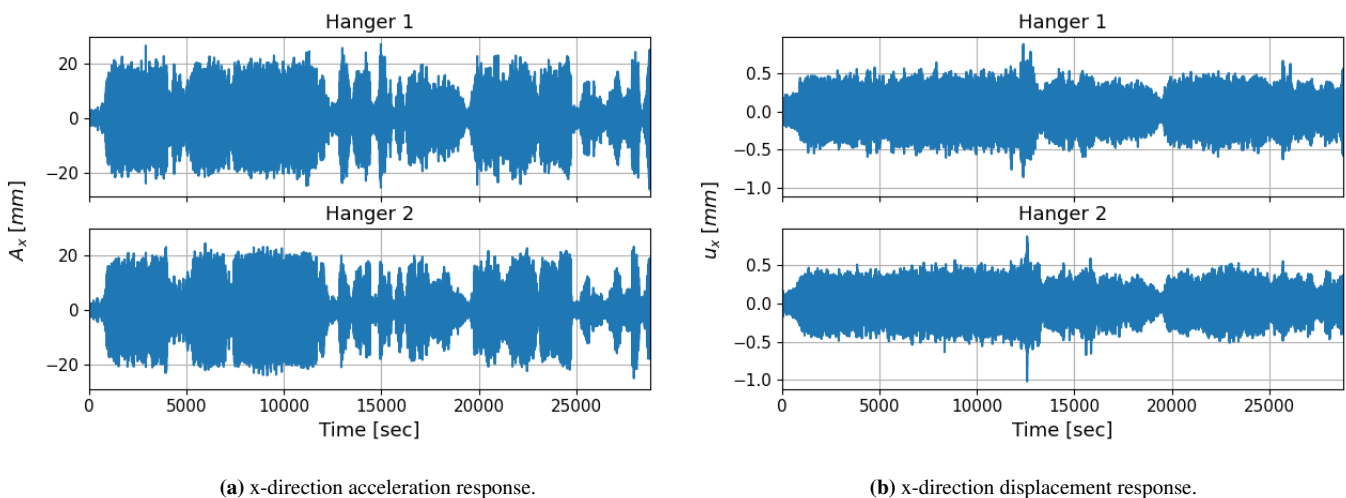 Hanger 1
20
0
−20
A_x [mm]
Hanger 2
20
0
−20
0 5000 10000 15000 20000 25000
Time [sec]
(a) x-direction acceleration response.
Hanger 1
0.5
0.0
−0.5
−1.0
u_x [mm]
Hanger 2
0.5
0.0
−0.5
−1.0
0 5000 10000 15000 20000 25000
Time [sec]
(b) x-direction displacement response.